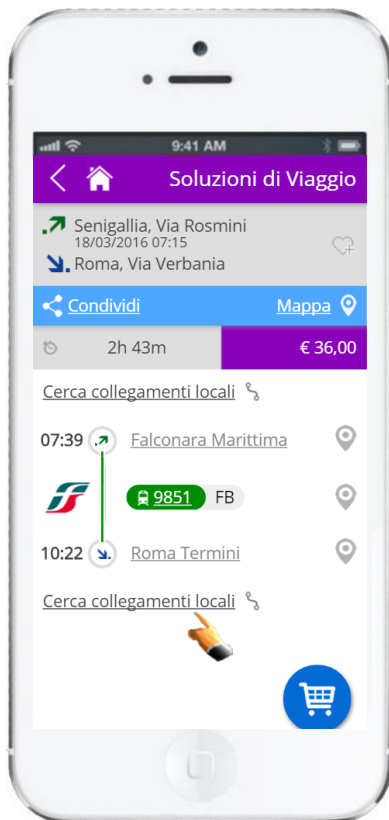 9:41 AM
Soluzioni di Viaggio
Senigallia, Via Rosmini
18/03/2016 07:15
Roma, Via Verbania
Condividi Mappa
2h 43m € 36,00
Cerca collegamenti locali
07:39 Falconara Marittima
9851 FB
10:22 Roma Termini
Cerca collegamenti locali